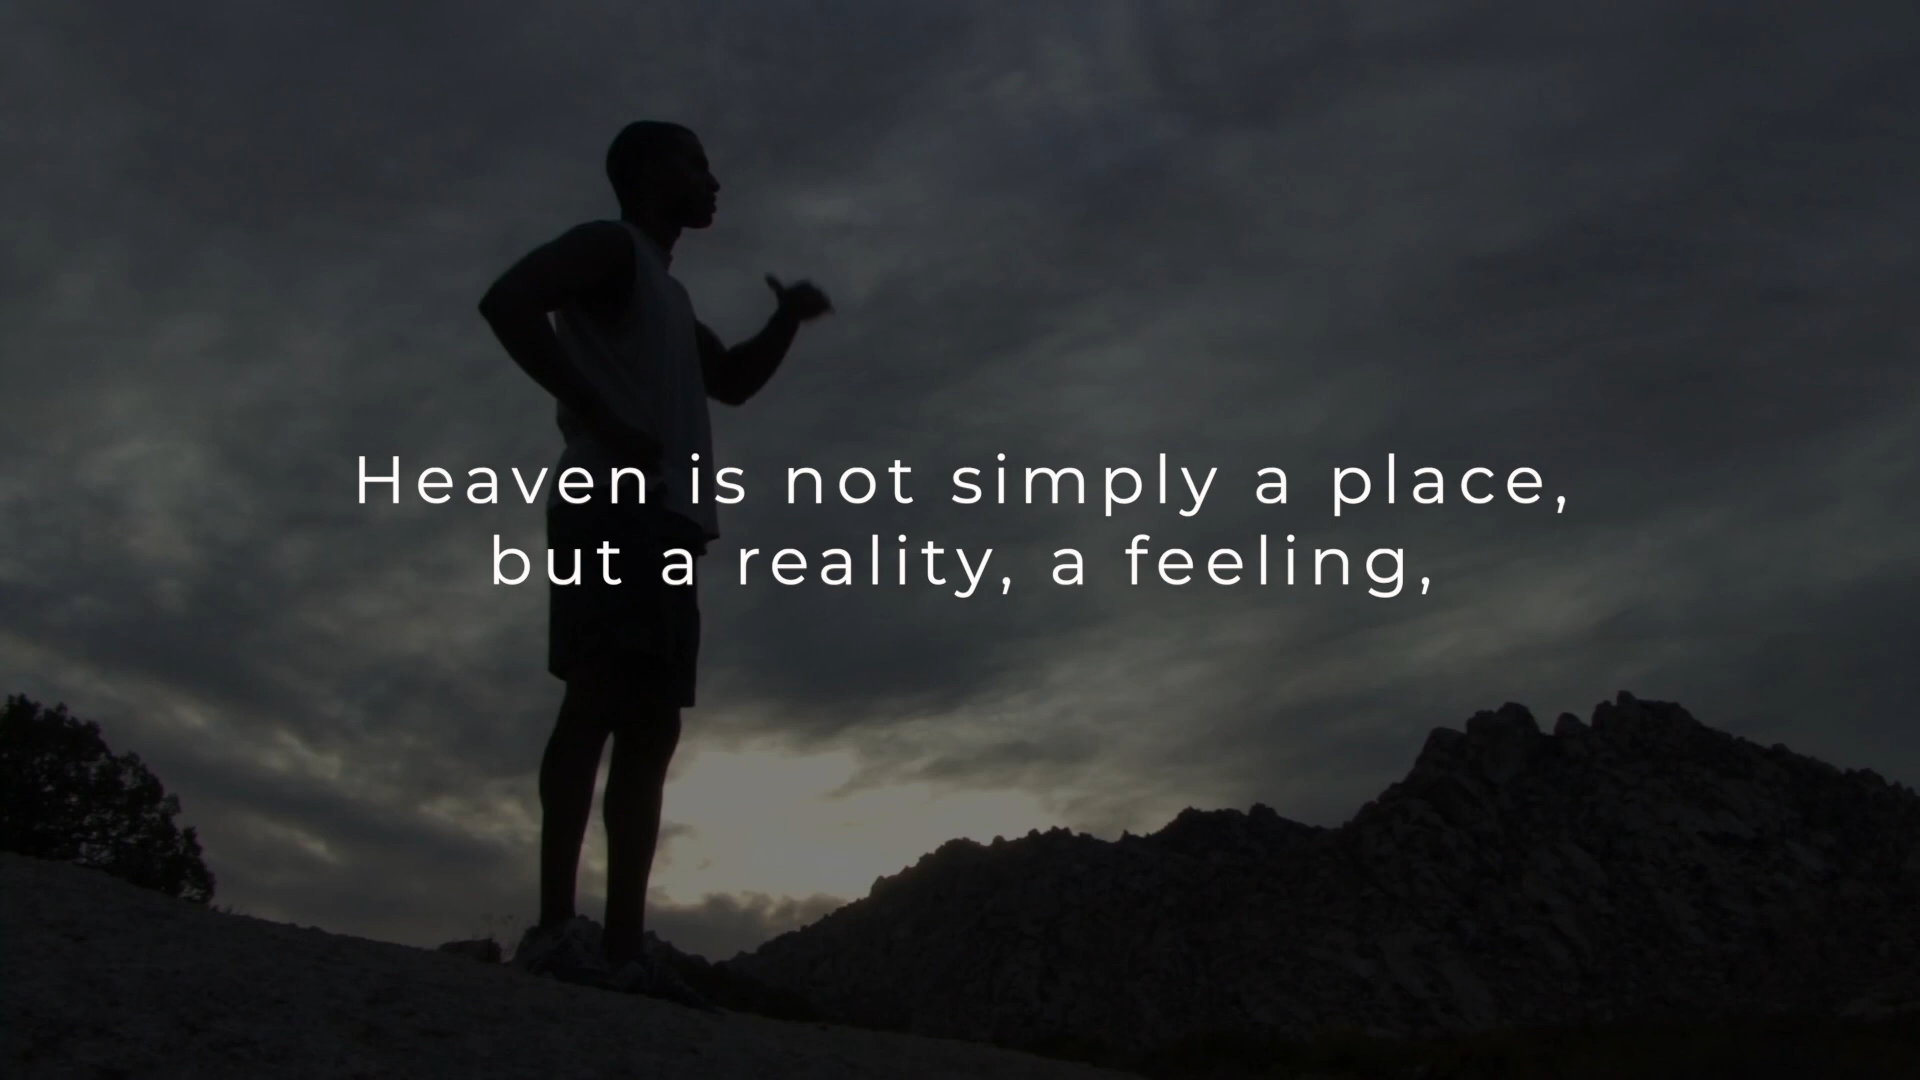 Heaven is not simply a place,
but a reality, a feeling,